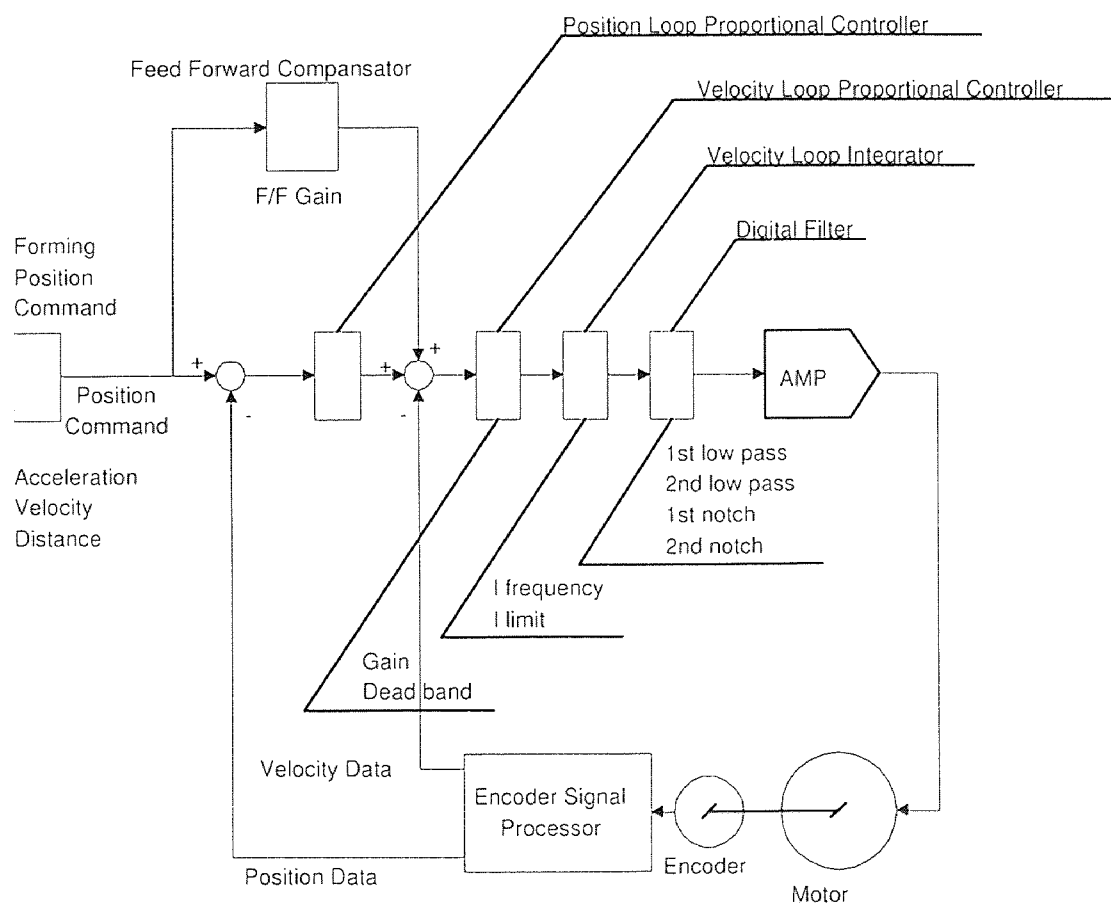 Position Loop Proportional Controller
Feed Forward Compansator
Velocity Loop Proportional Controller
Velocity Loop Integrator
F/F Gain
Digital Filter
Forming
Position
Command
+
+
+
AMP
Position
Command
-
-
Acceleration
Velocity
Distance
1st low pass
2nd low pass
1st notch
2nd notch
I frequency
I limit
Gain
Dead band
Velocity Data
Encoder Signal
Processor
Position Data
Encoder
Motor